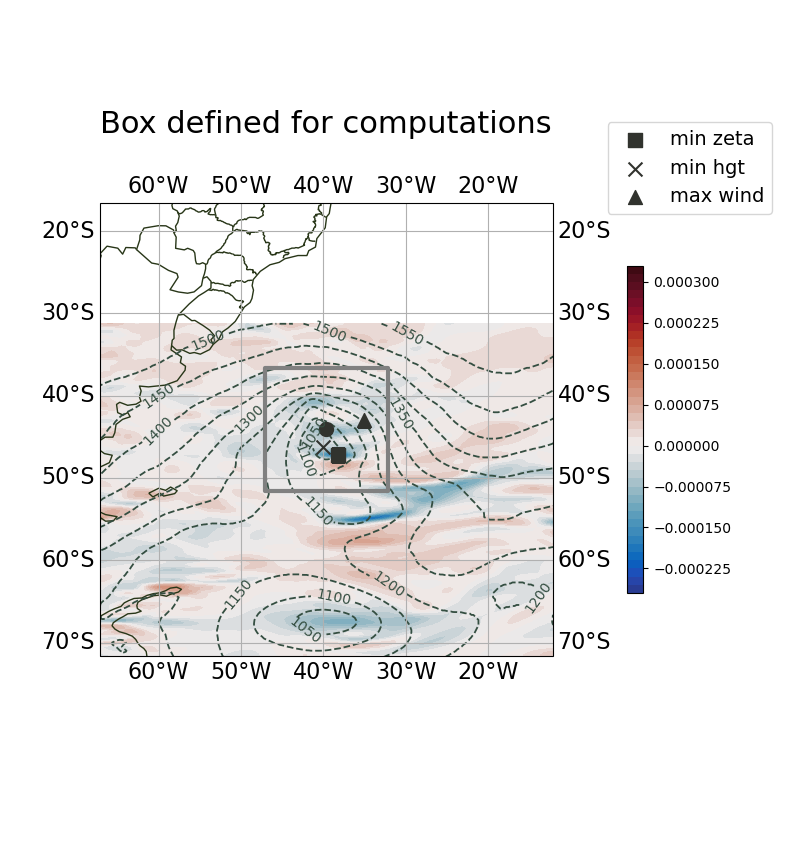 Box defined for computations
min zeta
min hgt
max wind
60°W 50°W 40°W 30°W 20°W
20°S 20°S
30°S 30°S
40°S 40°S
50°S 50°S
60°S 60°S
70°S 70°S
60°W 50°W 40°W 30°W 20°W
1500
1500
1550
1450
1400
1300
1350
1050
1100
1150
1200
1150
1100
1200
1050
0.000300
0.000225
0.000150
0.000075
0.000000
−0.000075
−0.000150
−0.000225